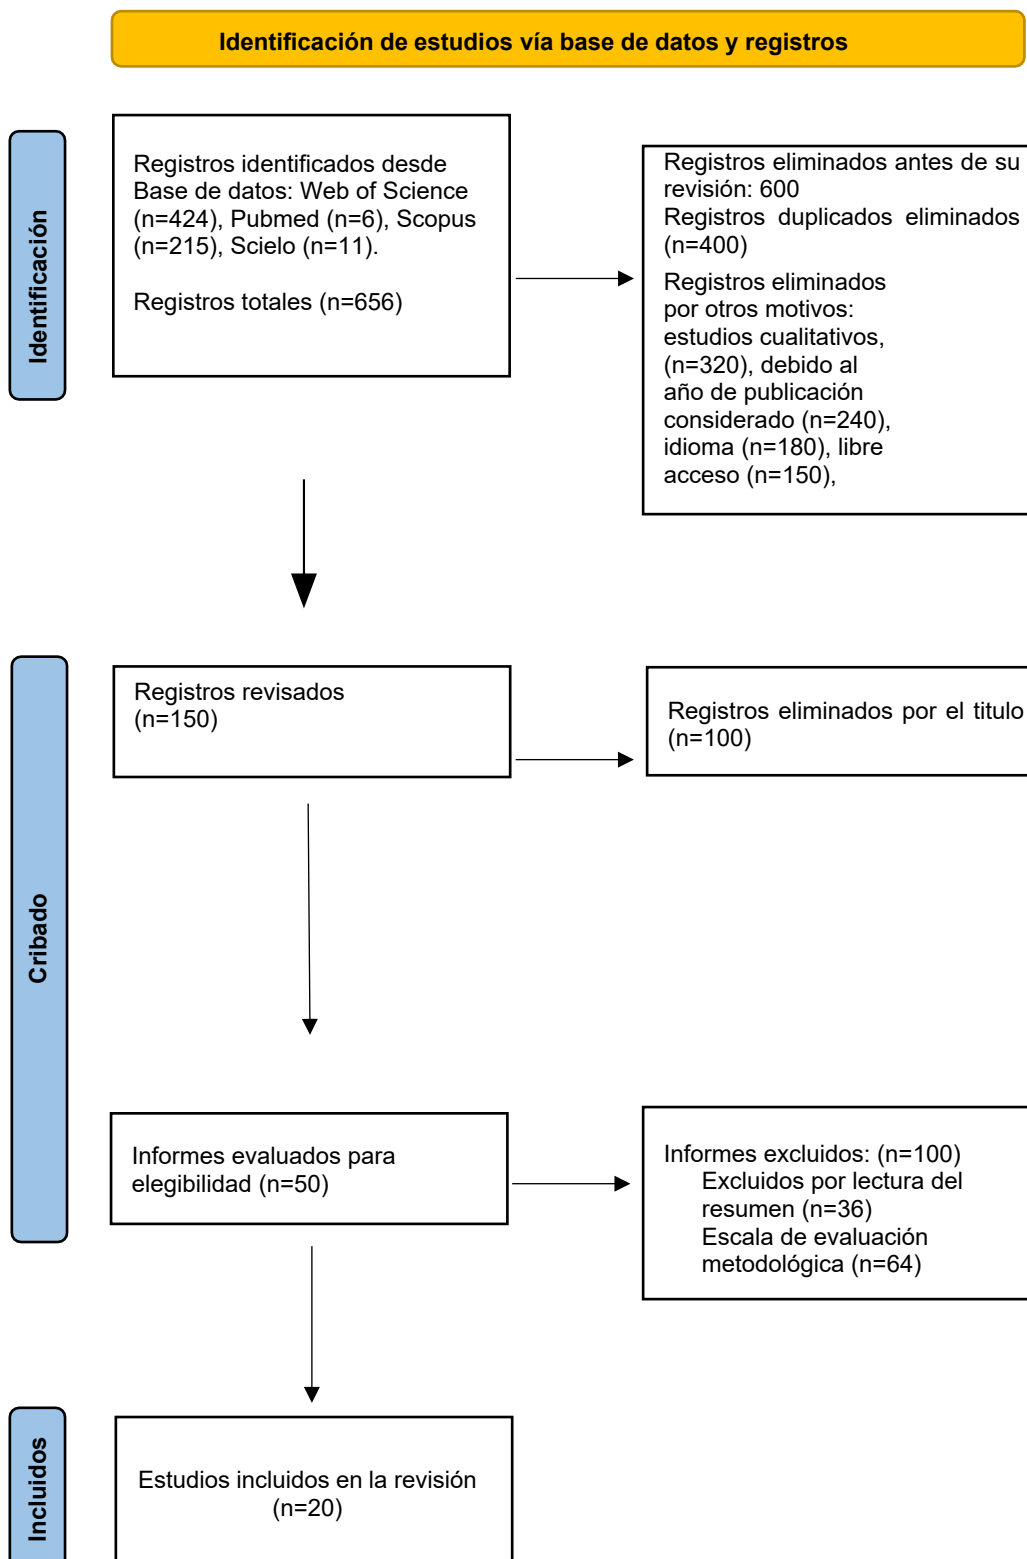 Identificación de estudios vía base de datos y registros
Identificación
Registros identificados desde
Base de datos: Web of Science
(n=424), Pubmed (n=6), Scopus
(n=215), Scielo (n=11).
Registros totales (n=656)
Registros eliminados antes de su
revisión: 600
Registros duplicados eliminados
(n=400)
Registros eliminados
por otros motivos:
estudios cualitativos,
(n=320), debido al
año de publicación
considerado (n=240),
idioma (n=180), libre
acceso (n=150),
Cribado
Registros revisados
(n=150)
Registros eliminados por el titulo
(n=100)
Informes evaluados para
elegibilidad (n=50)
Informes excluidos: (n=100)
Excluidos por lectura del
resumen (n=36)
Escala de evaluación
metodológica (n=64)
Incluidos
Estudios incluidos en la revisión
(n=20)